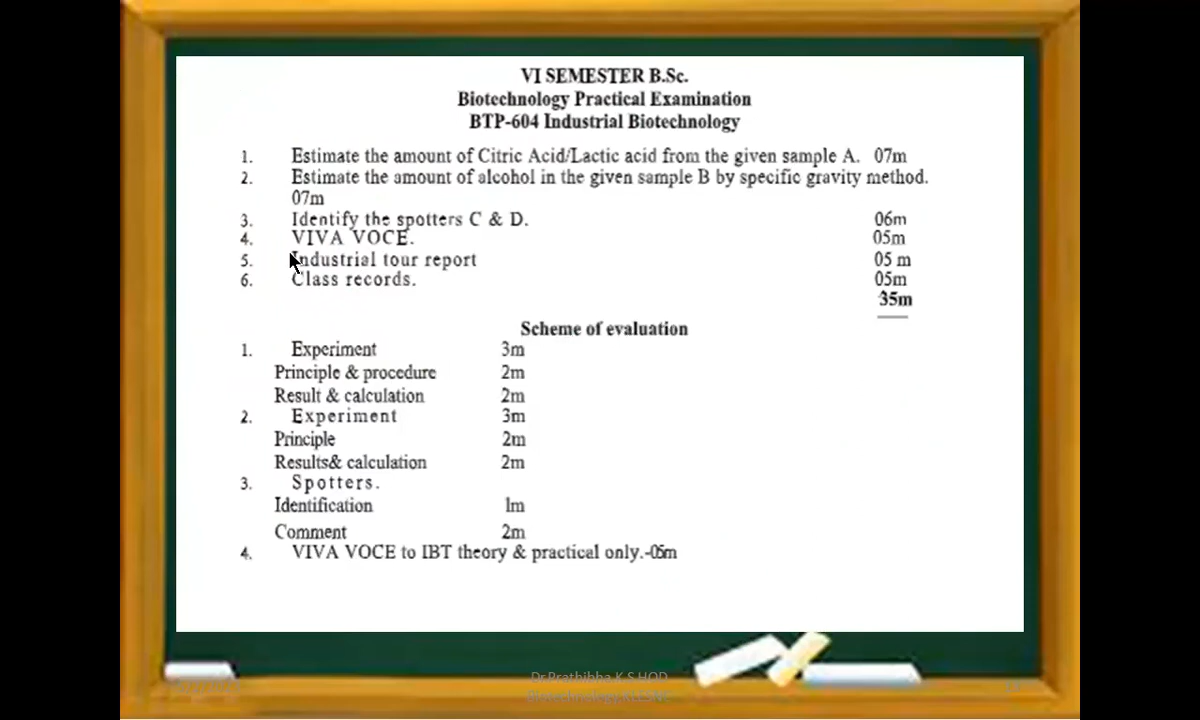 VI SEMESTER B.Sc.
Biotechnology Practical Examination
BTP-604 Industrial Biotechnology
1. Estimate the amount of Citric Acid/Lactic acid from the given sample A. 07m
2. Estimate the amount of alcohol in the given sample B by specific gravity method.
07m
3. Identify the spotters C & D. 06m
4. VIVA VOCE. 05m
5. Industrial tour report 05 m
6. Class records. 05m
35m
Scheme of evaluation
1. Experiment 3m
Principle & procedure 2m
Result & calculation 2m
2. Experiment 3m
Principle 2m
Results& calculation 2m
3. Spotters.
Identification 1m
Comment 2m
4. VIVA VOCE to IBT theory & practical only.-05m
Dr.Prathibha K S HOD
Biotechnology,